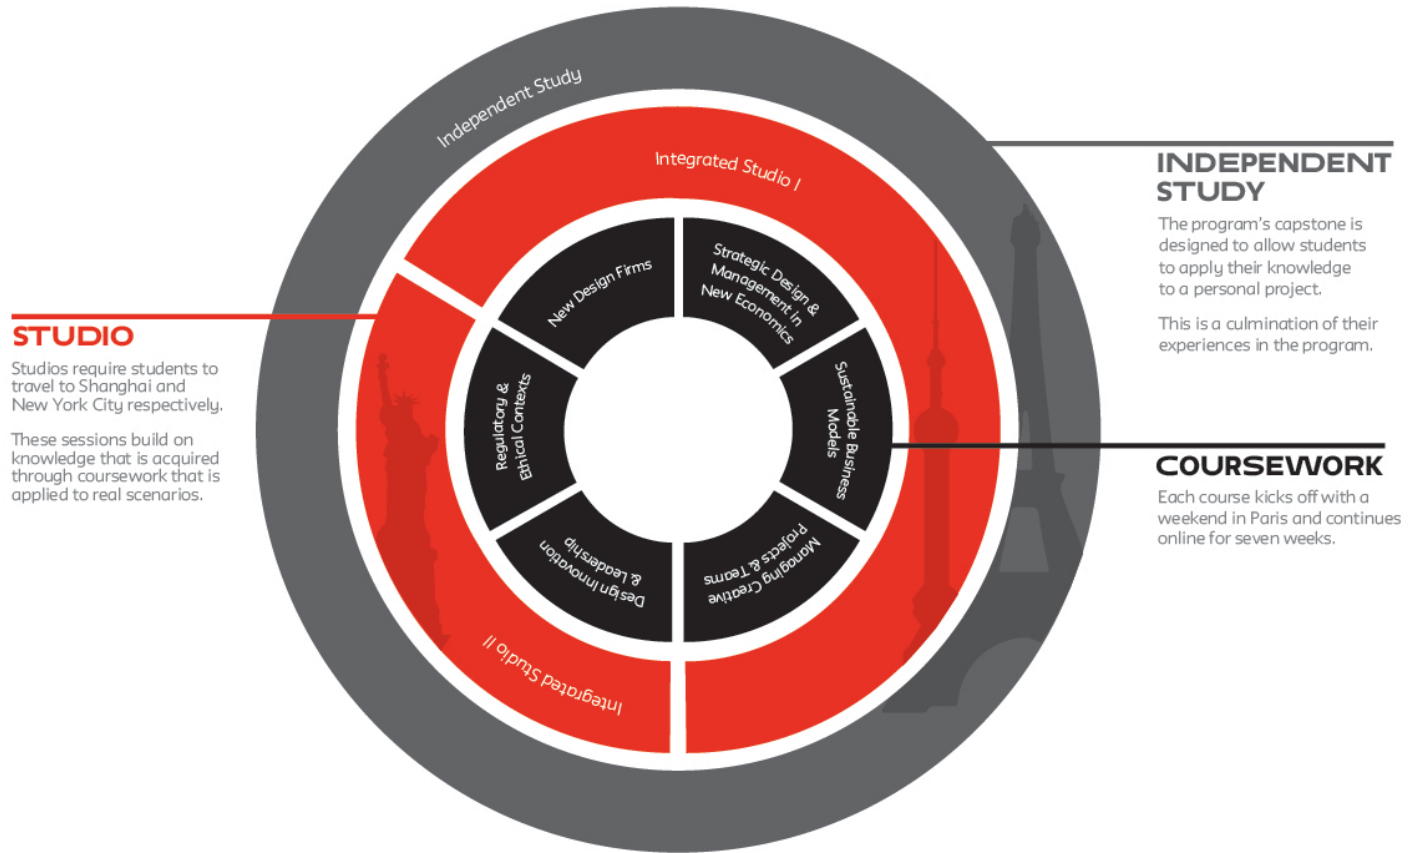 Independent Study
Integrated Studio I
INDEPENDENT
STUDY
The program's capstone is
designed to allow students
to apply their knowledge
to a personal project.
This is a culmination of their
experiences in the program.
New Design Firms
Strategic Design &
Management In
New Economics
STUDIO
Studios require students to
travel to Shanghai and
New York City respectively.
These sessions build on
knowledge that is acquired
through coursework that is
applied to real scenarios.
Regulatory &
Ethical Contexts
Sustainable Business
Models
COURSEWORK
Each course kicks off with a
weekend in Paris and continues
online for seven weeks.
Design Innovation
& Leadership
Managing Creative
Projects & Teams
Integrated Studio II